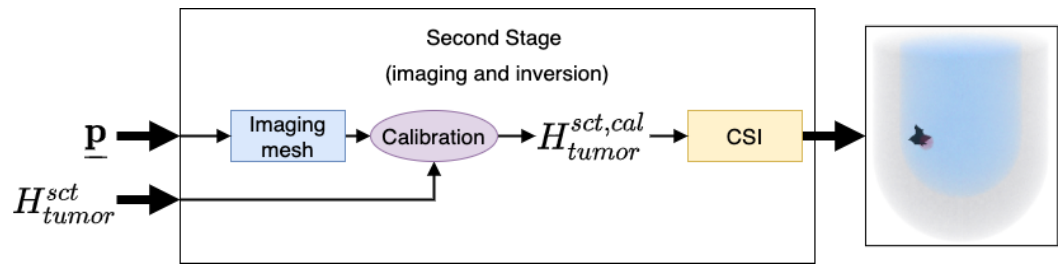 Second Stage
(imaging and inversion)
p
Imaging
mesh
Calibration
H^{sct,cal}_{tumor}
CSI
H^{sct}_{tumor}